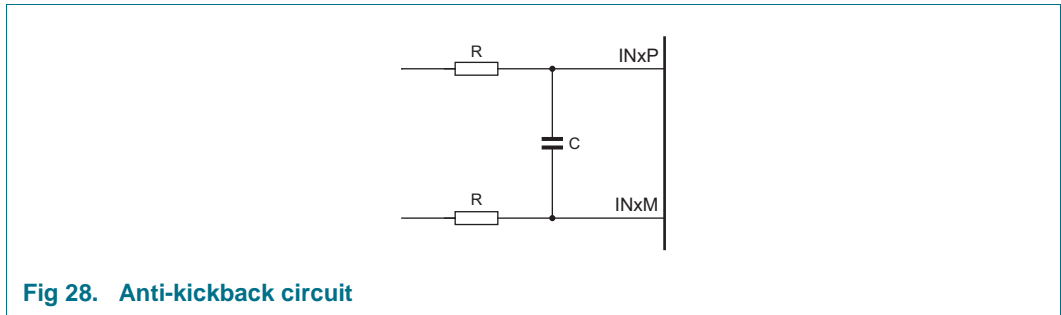 R
INxP
C
R
INxM
Fig 28. Anti-kickback circuit